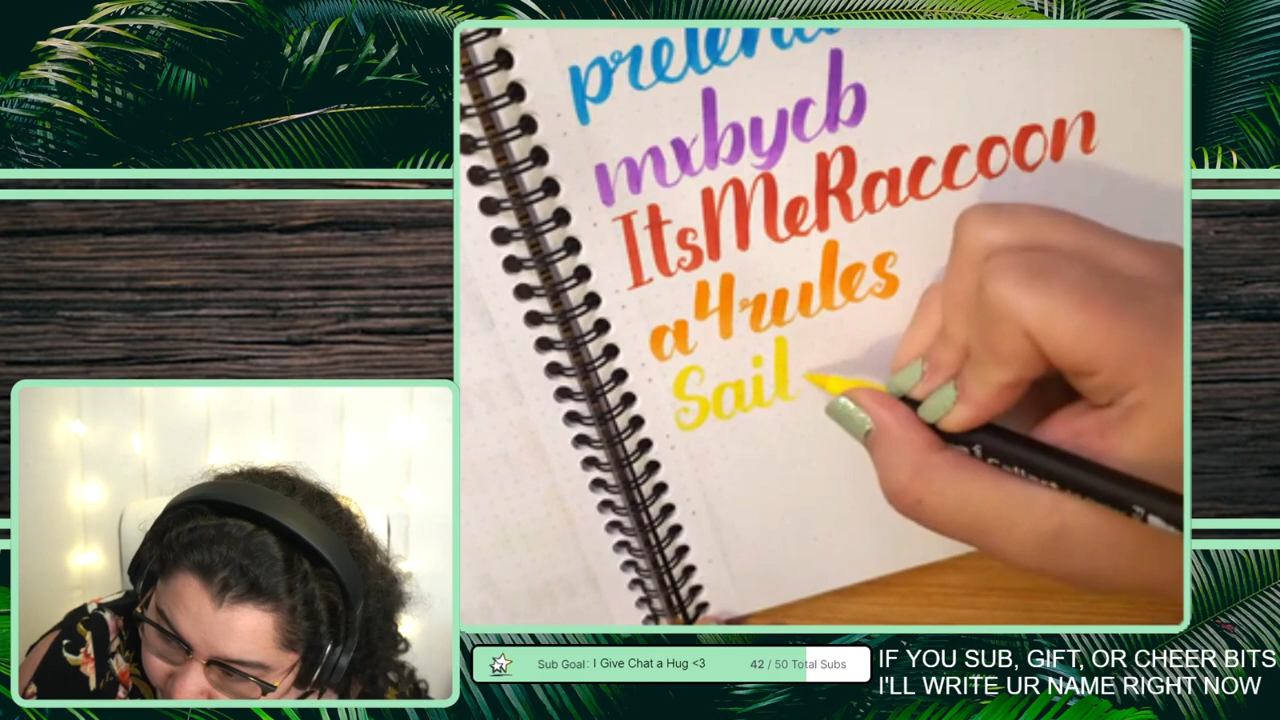 mxbycb
ItsMeRaccoon
a4rules
Sail
Sub Goal: I Give Chat a Hug <3
42 / 50 Total Subs
IF YOU SUB, GIFT, OR CHEER BITS
I'LL WRITE UR NAME RIGHT NOW